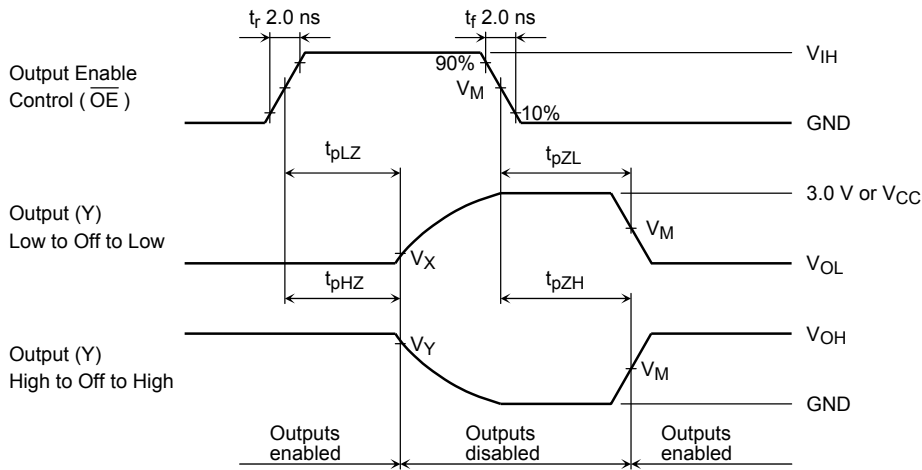 tr 2.0 ns
tf 2.0 ns
Output Enable
Control ( OE )
90%
VM
10%
VIH
GND
tpLZ
tpZL
Output (Y)
Low to Off to Low
VX
VM
3.0 V or VCC
VOL
tpHZ
tpZH
Output (Y)
High to Off to High
VY
VM
VOH
GND
Outputs
enabled
Outputs
disabled
Outputs
enabled